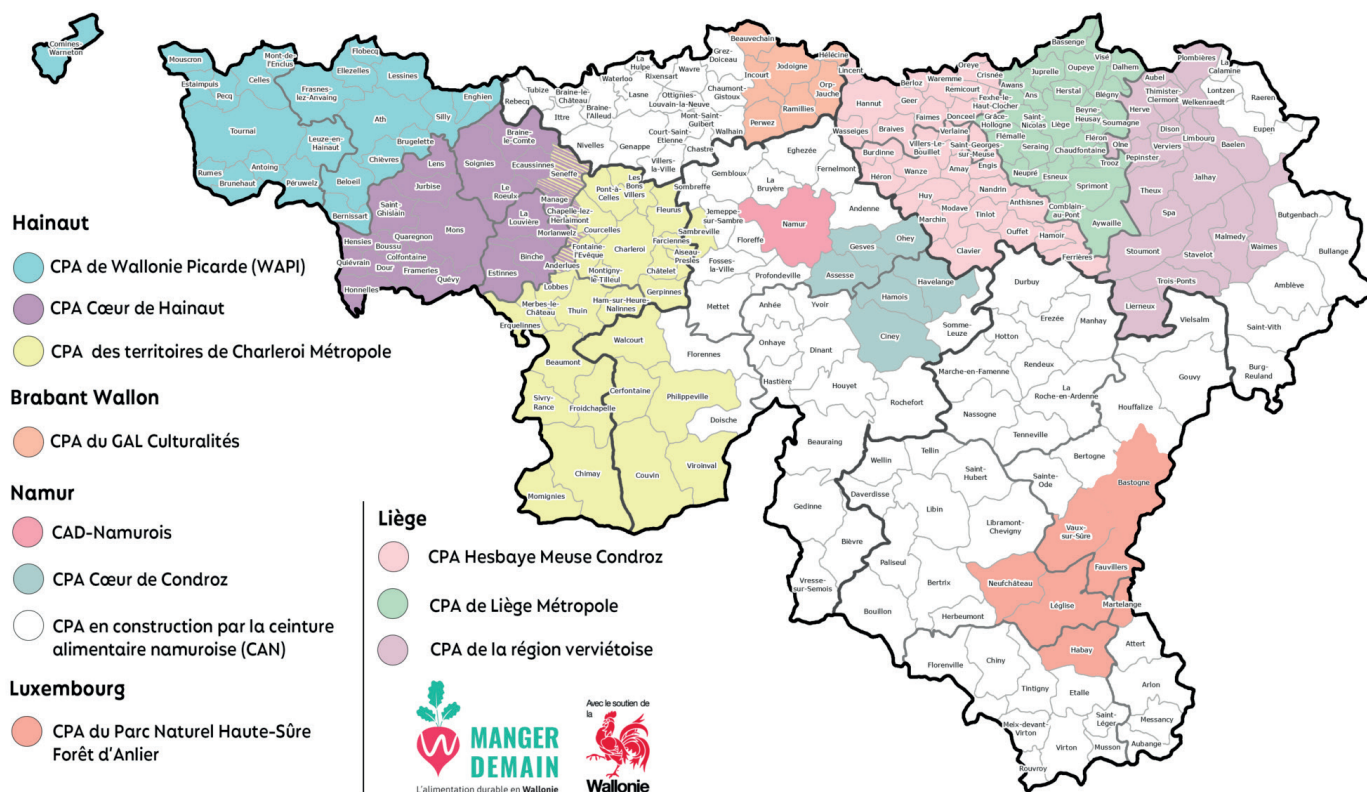 Comines-
Warneton
Mouscron
Estaimpuis
Pecq
Celles
Mont-de-
l'Enclus
Flobecq
Ellezelles
Lessines
Frasnes-
lez-Anvaing
Enghien
Tournai
Ath
Silly
Leuze-en-
Hainaut
Brugelette
Chièvres
Antoing
Rumes
Brunehaut
Péruwelz
Beloeil
Bernissart
Lens
Jurbise
Soignies
Braine-
le-Comte
Ecaussinnes
Seneffe
Le
Roeulx
Manage
La
Louvière
Chapelle-lez-
Herlaimont
Morlanwelz
Saint
Ghislain
Mons
Hensies
Quaregnon
Boussu
Colfontaine
Quiévrain
Dour
Frameries
Honnelles
Quévy
Estinnes
Binche
Anderlues
Fontaine-
l'Evêque
Pont-
à-Celles
Les
Bons
Villers
Courcelles
Fleurus
Charleroi
Farciennes
Aiseau-
Presles
Châtelet
Montigny-
le-Tilleul
Gerpinnes
Lobbes
Ham-sur-Heure-
Nalinnes
Merbes-le-
Château
Thuin
Erquelinnes
Beaumont
Walcourt
Sivry-
Rance
Froidchapelle
Cerfontaine
Philippeville
Florennes
Doische
Chimay
Couvin
Viroinval
Momignies
Rebecq
Tubize
Braine-le-
Château
Ittre
Braine-
l'Alleud
Waterloo
La
Hulpe
Rixensart
Lasne
Wavre
Grez-
Doiceau
Ottignies-
Louvain-la-Neuve
Chaumont-
Gistoux
Mont-Saint-
Guibert
Court-Saint-
Etienne
Walhain
Chastre
Nivelles
Genappe
Villers-
la-Ville
Beauvechain
Hélécine
Jodoigne
Incourt
Orp-
Jauche
Perwez
Ramillies
Sombreffe
Gembloux
Eghezée
La
Bruyère
Fernelmont
Jemeppe-
sur-Sambre
Sambreville
Namur
Andenne
Floreffe
Fosses-
la-Ville
Profondeville
Mettet
Gesves
Ohey
Assesse
Havelange
Hamois
Ciney
Somme-
Leuze
Anhée
Yvoir
Onhaye
Dinant
Hastière
Houyet
Rochefort
Beauraing
Gedinne
Bièvre
Vresse-
sur-Semois
Lincent
Hannut
Wasseiges
Berloz
Waremme
Oreye
Remicourt
Crisnée
Geer
Faimes
Donceel
Fexhe-le-
Haut-Clocher
Braives
Verlaine
Villers-Le-
Bouillet
Saint-Georges-
sur-Meuse
Burdinne
Héron
Wanze
Amay
Engis
Huy
Nandrin
Marchin
Modave
Tinlot
Anthisnes
Ouffet
Clavier
Hamoir
Ferrières
Bassenge
Juprelle
Oupeye
Visé
Dalhem
Awans
Ans
Herstal
Blégny
Grâce-
Hollogne
Saint-
Nicolas
Liège
Beyne-
Heusay
Soumagne
Flémalle
Fléron
Seraing
Chaudfontaine
Olne
Trooz
Neupré
Esneux
Sprimont
Comblain-
au-Pont
Aywaille
Plombières
Aubel
Thimister-
Clermont
Welkenraedt
Herve
Dison
Limbourg
Verviers
Baelen
Pepinster
Theux
Jalhay
Spa
Stoumont
Malmedy
Waimes
Stavelot
Trois-Ponts
Lierneux
La
Calamine
Lontzen
Raeren
Eupen
Butgenbach
Bullange
Amblève
Saint-Vith
Burg-
Reuland
Durbuy
Erezée
Manhay
Vielsalm
Hotton
Rendeux
Marche-en-Famenne
Gouvy
La
Roche-en-Ardenne
Houffalize
Nassogne
Tenneville
Bertogne
Sainte-
Ode
Bastogne
Wellin
Tellin
Saint-
Hubert
Daverdisse
Libin
Libramont-
Chevigny
Vaux-
sur-Sûre
Paliseul
Bertrix
Neufchâteau
Fauvillers
Léglise
Martelange
Bouillon
Herbeumont
Habay
Attert
Florenville
Chiny
Tintigny
Etalle
Arlon
Meix-devant-
Virton
Saint-
Léger
Messancy
Virton
Musson
Aubange
Rouvroy
Hainaut
CPA de Wallonie Picarde (WAPI)
CPA Cœur de Hainaut
CPA des territoires de Charleroi Métropole
Brabant Wallon
CPA du GAL Culturalités
Namur
CAD-Namurois
CPA Cœur de Condroz
CPA en construction par la ceinture
alimentaire namuroise (CAN)
Luxembourg
CPA du Parc Naturel Haute-Sûre
Forêt d'Anlier
Liège
CPA Hesbaye Meuse Condroz
CPA de Liège Métropole
CPA de la région verviétoise
MANGER
DEMAIN
L'alimentation durable en Wallonie
Avec le soutien de
la
Wallonie